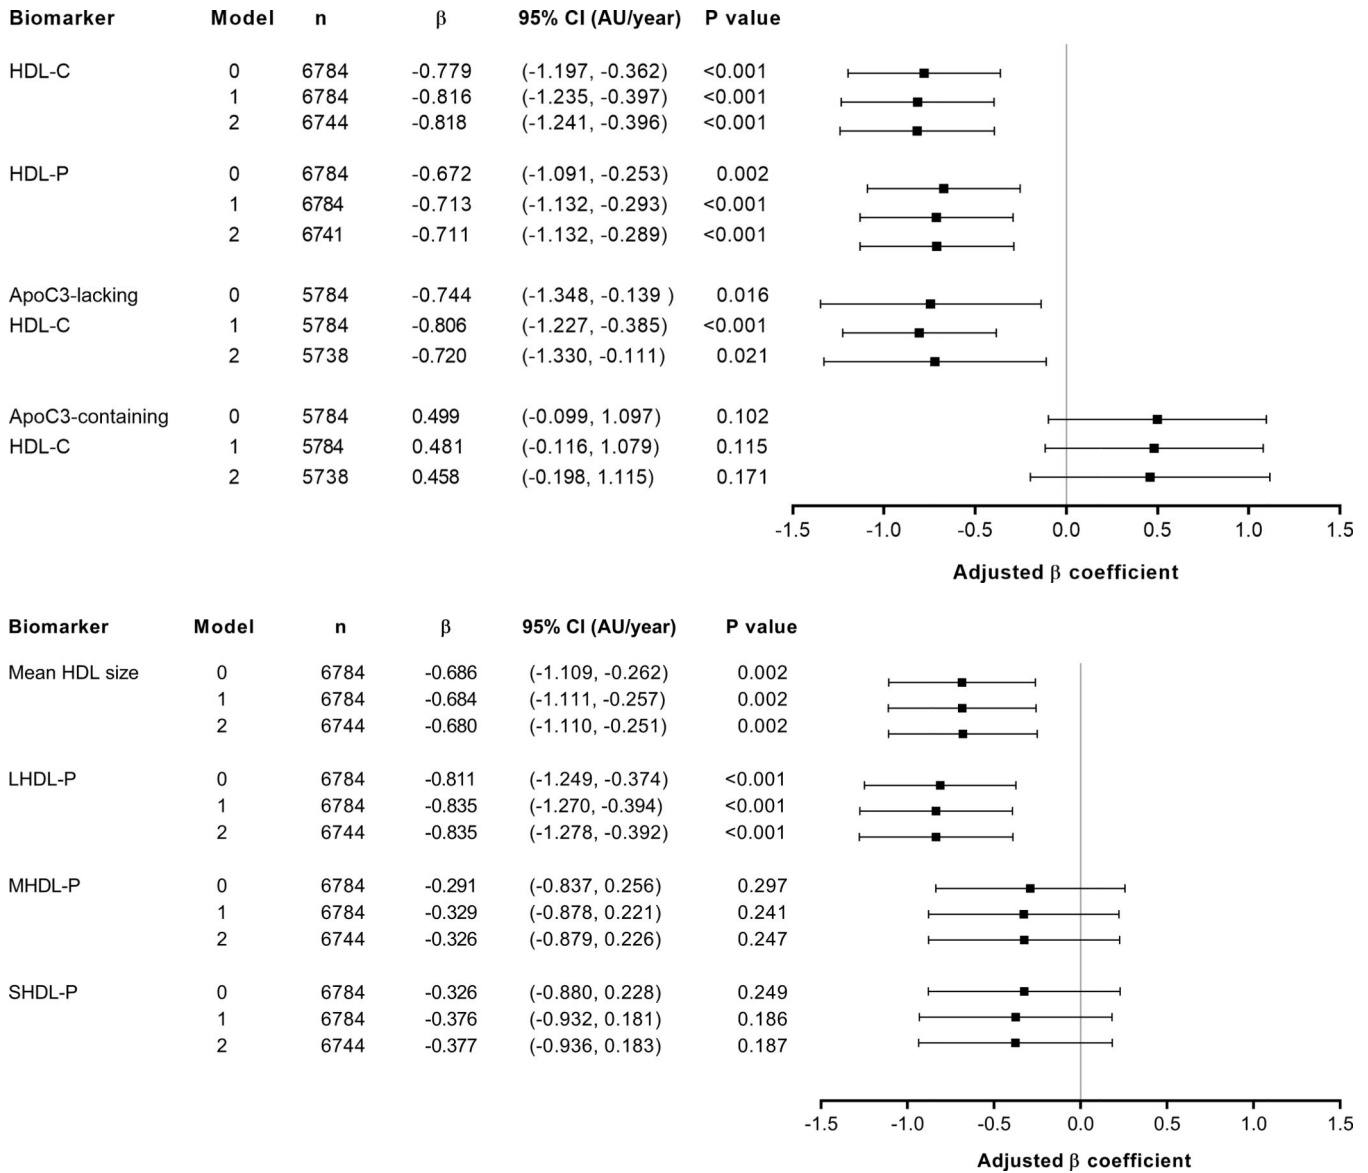 Biomarker Model n β 95% CI (AU/year) P value
HDL-C 0 6784 -0.779 (-1.197, -0.362) <0.001
1 6784 -0.816 (-1.235, -0.397) <0.001
2 6744 -0.818 (-1.241, -0.396) <0.001
HDL-P 0 6784 -0.672 (-1.091, -0.253) 0.002
1 6784 -0.713 (-1.132, -0.293) <0.001
2 6741 -0.711 (-1.132, -0.289) <0.001
ApoC3-lacking 0 5784 -0.744 (-1.348, -0.139 ) 0.016
HDL-C 1 5784 -0.806 (-1.227, -0.385) <0.001
2 5738 -0.720 (-1.330, -0.111) 0.021
ApoC3-containing 0 5784 0.499 (-0.099, 1.097) 0.102
HDL-C 1 5784 0.481 (-0.116, 1.079) 0.115
2 5738 0.458 (-0.198, 1.115) 0.171
-1.5 -1.0 -0.5 0.0 0.5 1.0 1.5
Adjusted β coefficient
Biomarker Model n β 95% CI (AU/year) P value
Mean HDL size 0 6784 -0.686 (-1.109, -0.262) 0.002
1 6784 -0.684 (-1.111, -0.257) 0.002
2 6744 -0.680 (-1.110, -0.251) 0.002
LHDL-P 0 6784 -0.811 (-1.249, -0.374) <0.001
1 6784 -0.835 (-1.270, -0.394) <0.001
2 6744 -0.835 (-1.278, -0.392) <0.001
MHDL-P 0 6784 -0.291 (-0.837, 0.256) 0.297
1 6784 -0.329 (-0.878, 0.221) 0.241
2 6744 -0.326 (-0.879, 0.226) 0.247
SHDL-P 0 6784 -0.326 (-0.880, 0.228) 0.249
1 6784 -0.376 (-0.932, 0.181) 0.186
2 6744 -0.377 (-0.936, 0.183) 0.187
-1.5 -1.0 -0.5 0.0 0.5 1.0 1.5
Adjusted β coefficient